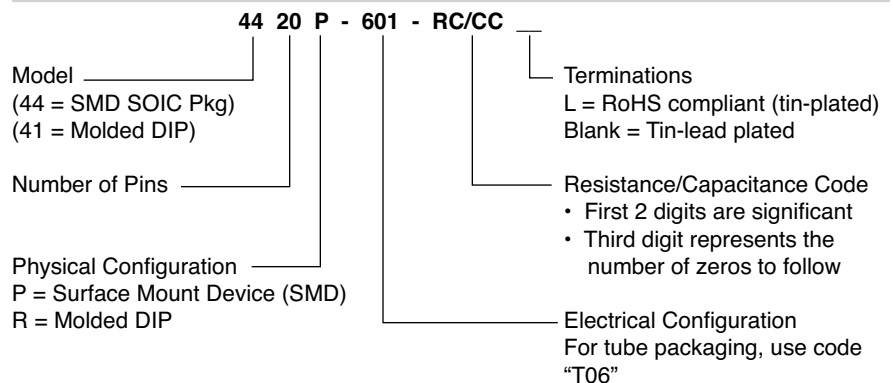 44 20 P - 601 - RC/CC __
Model
(44 = SMD SOIC Pkg)
(41 = Molded DIP)
Number of Pins
Physical Configuration
P = Surface Mount Device (SMD)
R = Molded DIP
Terminations
L = RoHS compliant (tin-plated)
Blank = Tin-lead plated
Resistance/Capacitance Code
• First 2 digits are significant
• Third digit represents the
number of zeros to follow
Electrical Configuration
For tube packaging, use code
“T06”